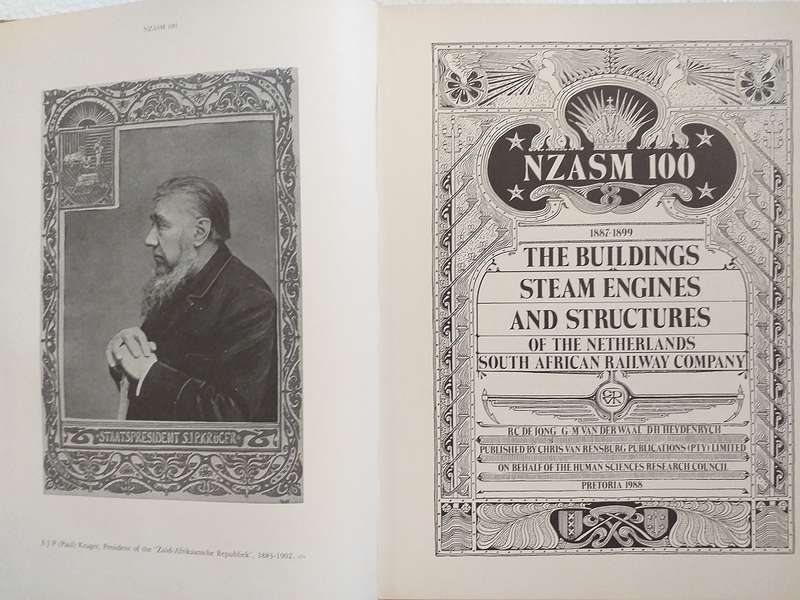 NZASM 100
STAATSPRESIDENT S.J.P. KRUGER
S J P (Paul) Kruger, President of the "Zuid-Afrikaansche Republiek", 1883-1902.
NZASM 100
1887-1899
THE BUILDINGS
STEAM ENGINES
AND STRUCTURES
OF THE NETHERLANDS
SOUTH AFRICAN RAILWAY COMPANY
CVR
R.C. DE JONG G M VAN DER WAAL D H HEYDENRYCH
PUBLISHED BY CHRIS VAN RENSBURG PUBLICATIONS (PTY) LIMITED
ON BEHALF OF THE HUMAN SCIENCES RESEARCH COUNCIL
PRETORIA 1988